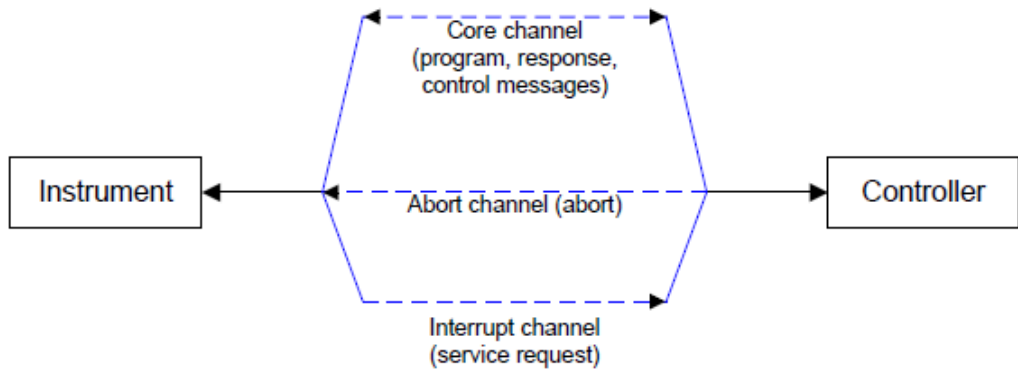 Core channel
(program, response,
control messages)
Instrument
Abort channel (abort)
Controller
Interrupt channel
(service request)